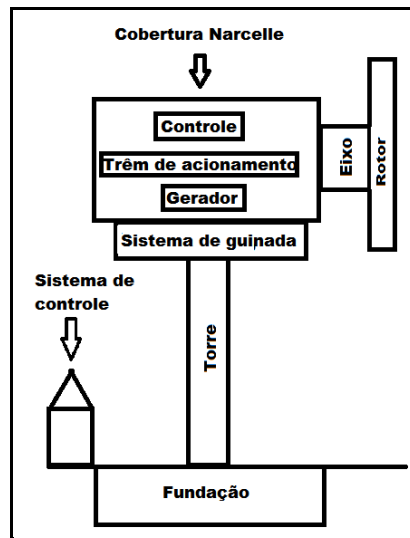 Cobertura Narcelle
Controle
Trêm de acionamento
Gerador
Eixo
Rotor
Sistema de guinada
Sistema de
controle
Torre
Fundação